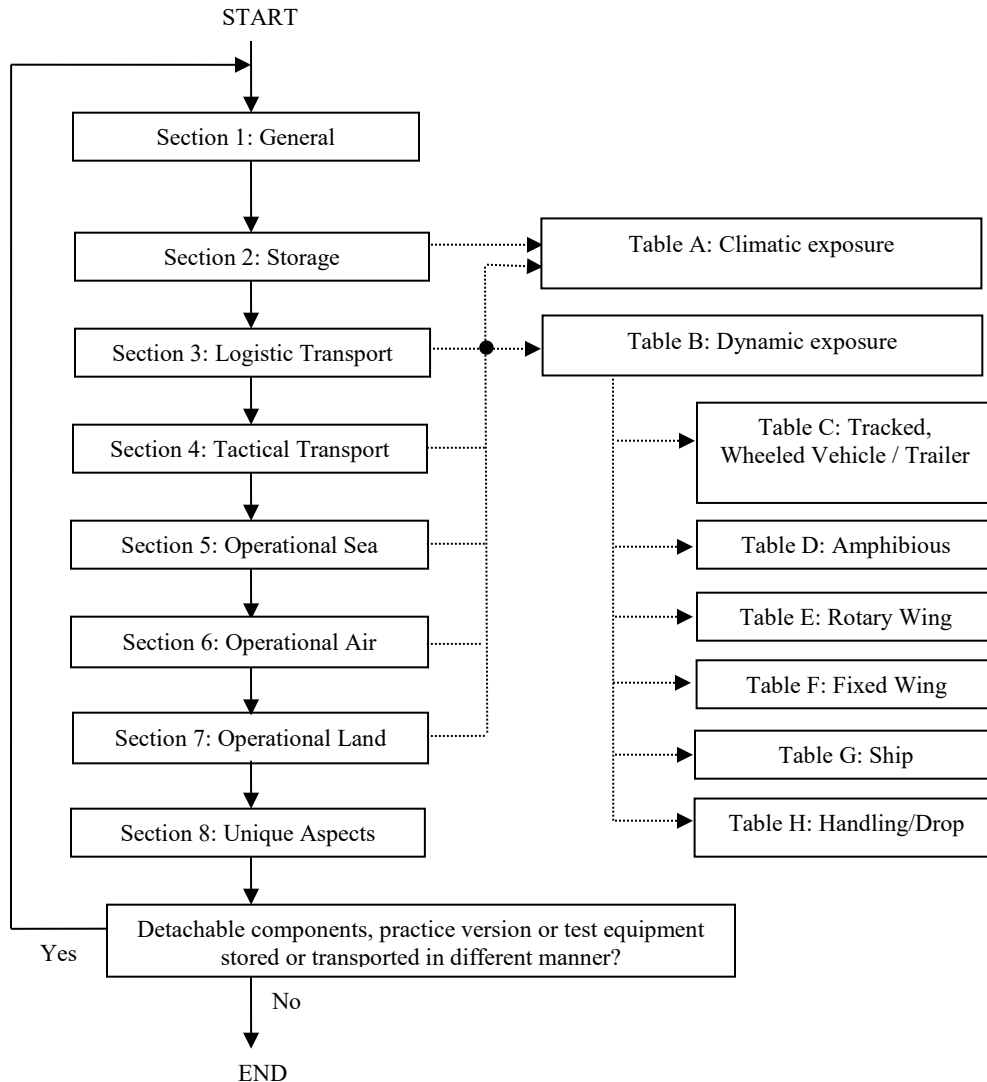 START
Section 1: General
Section 2: Storage
Table A: Climatic exposure
Section 3: Logistic Transport
Table B: Dynamic exposure
Section 4: Tactical Transport
Table C: Tracked,
Wheeled Vehicle / Trailer
Section 5: Operational Sea
Table D: Amphibious
Section 6: Operational Air
Table E: Rotary Wing
Table F: Fixed Wing
Section 7: Operational Land
Table G: Ship
Section 8: Unique Aspects
Table H: Handling/Drop
Detachable components, practice version or test equipment
stored or transported in different manner?
Yes
No
END